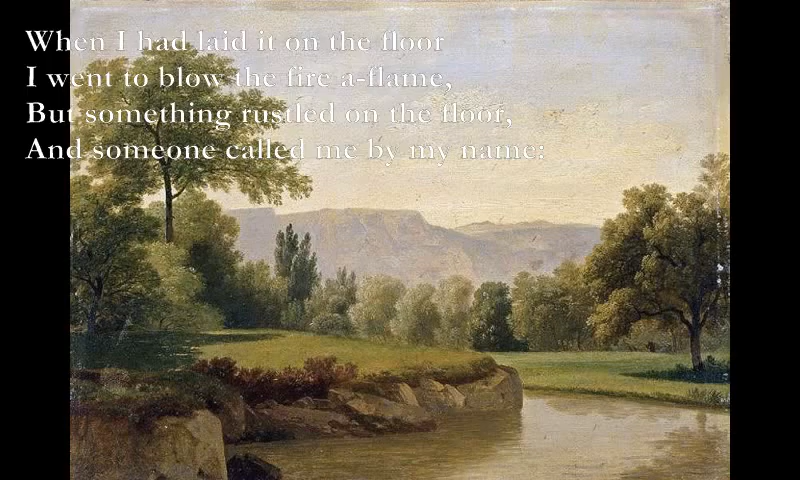 When I had laid it on the floor
I went to blow the fire a-flame,
But something rustled on the floor,
And someone called me by my name: